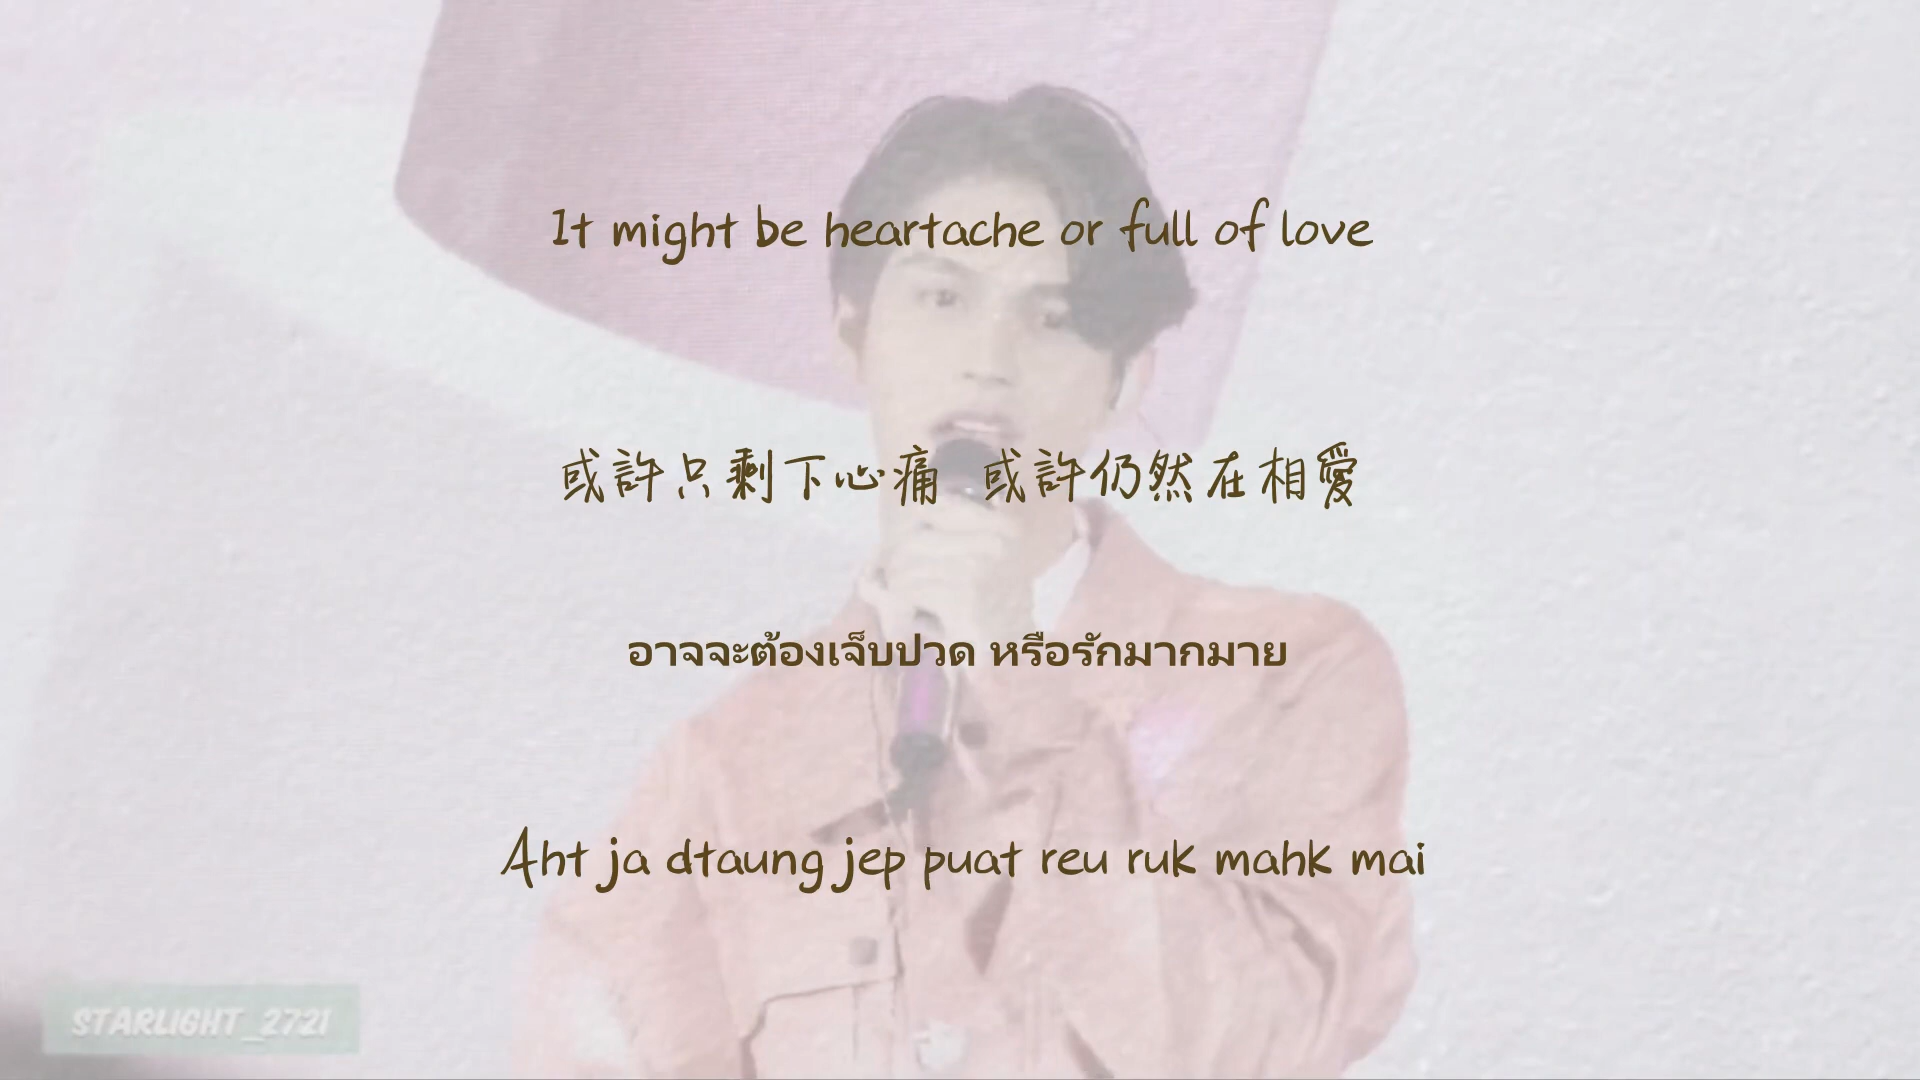 It might be heartache or full of love
或許只剩下心痛 或許仍然在相愛
อาจจะต้องเจ็บปวด หรือรักมากมาย
Aht ja dtaung jep puat reu ruk mahk mai
STARLIGHT_2721